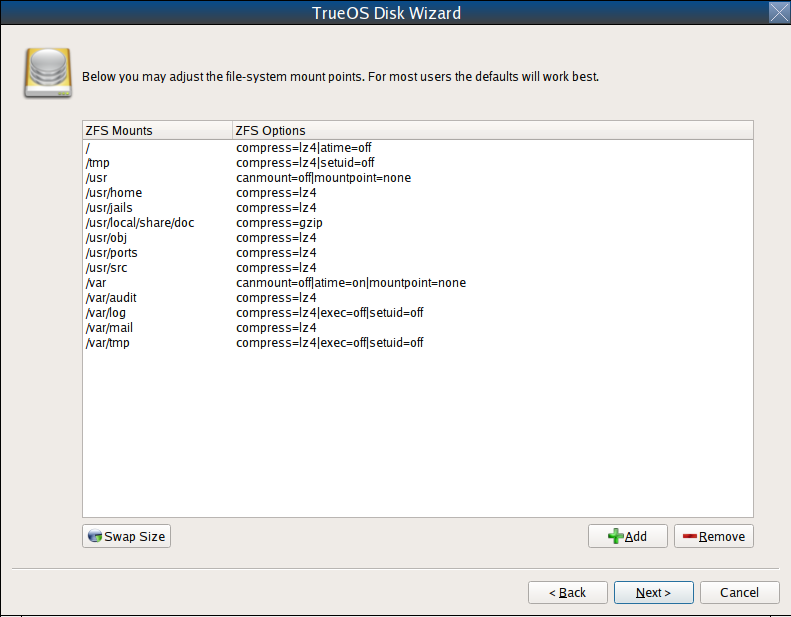 TrueOS Disk Wizard
Below you may adjust the file-system mount points. For most users the defaults will work best.
ZFS Mounts ZFS Options
/ compress=lz4|atime=off
/tmp compress=lz4|setuid=off
/usr canmount=off|mountpoint=none
/usr/home compress=lz4
/usr/jails compress=lz4
/usr/local/share/doc compress=gzip
/usr/obj compress=lz4
/usr/ports compress=lz4
/usr/src compress=lz4
/var canmount=off|atime=on|mountpoint=none
/var/audit compress=lz4
/var/log compress=lz4|exec=off|setuid=off
/var/mail compress=lz4
/var/tmp compress=lz4|exec=off|setuid=off
Swap Size Add Remove
< Back Next > Cancel